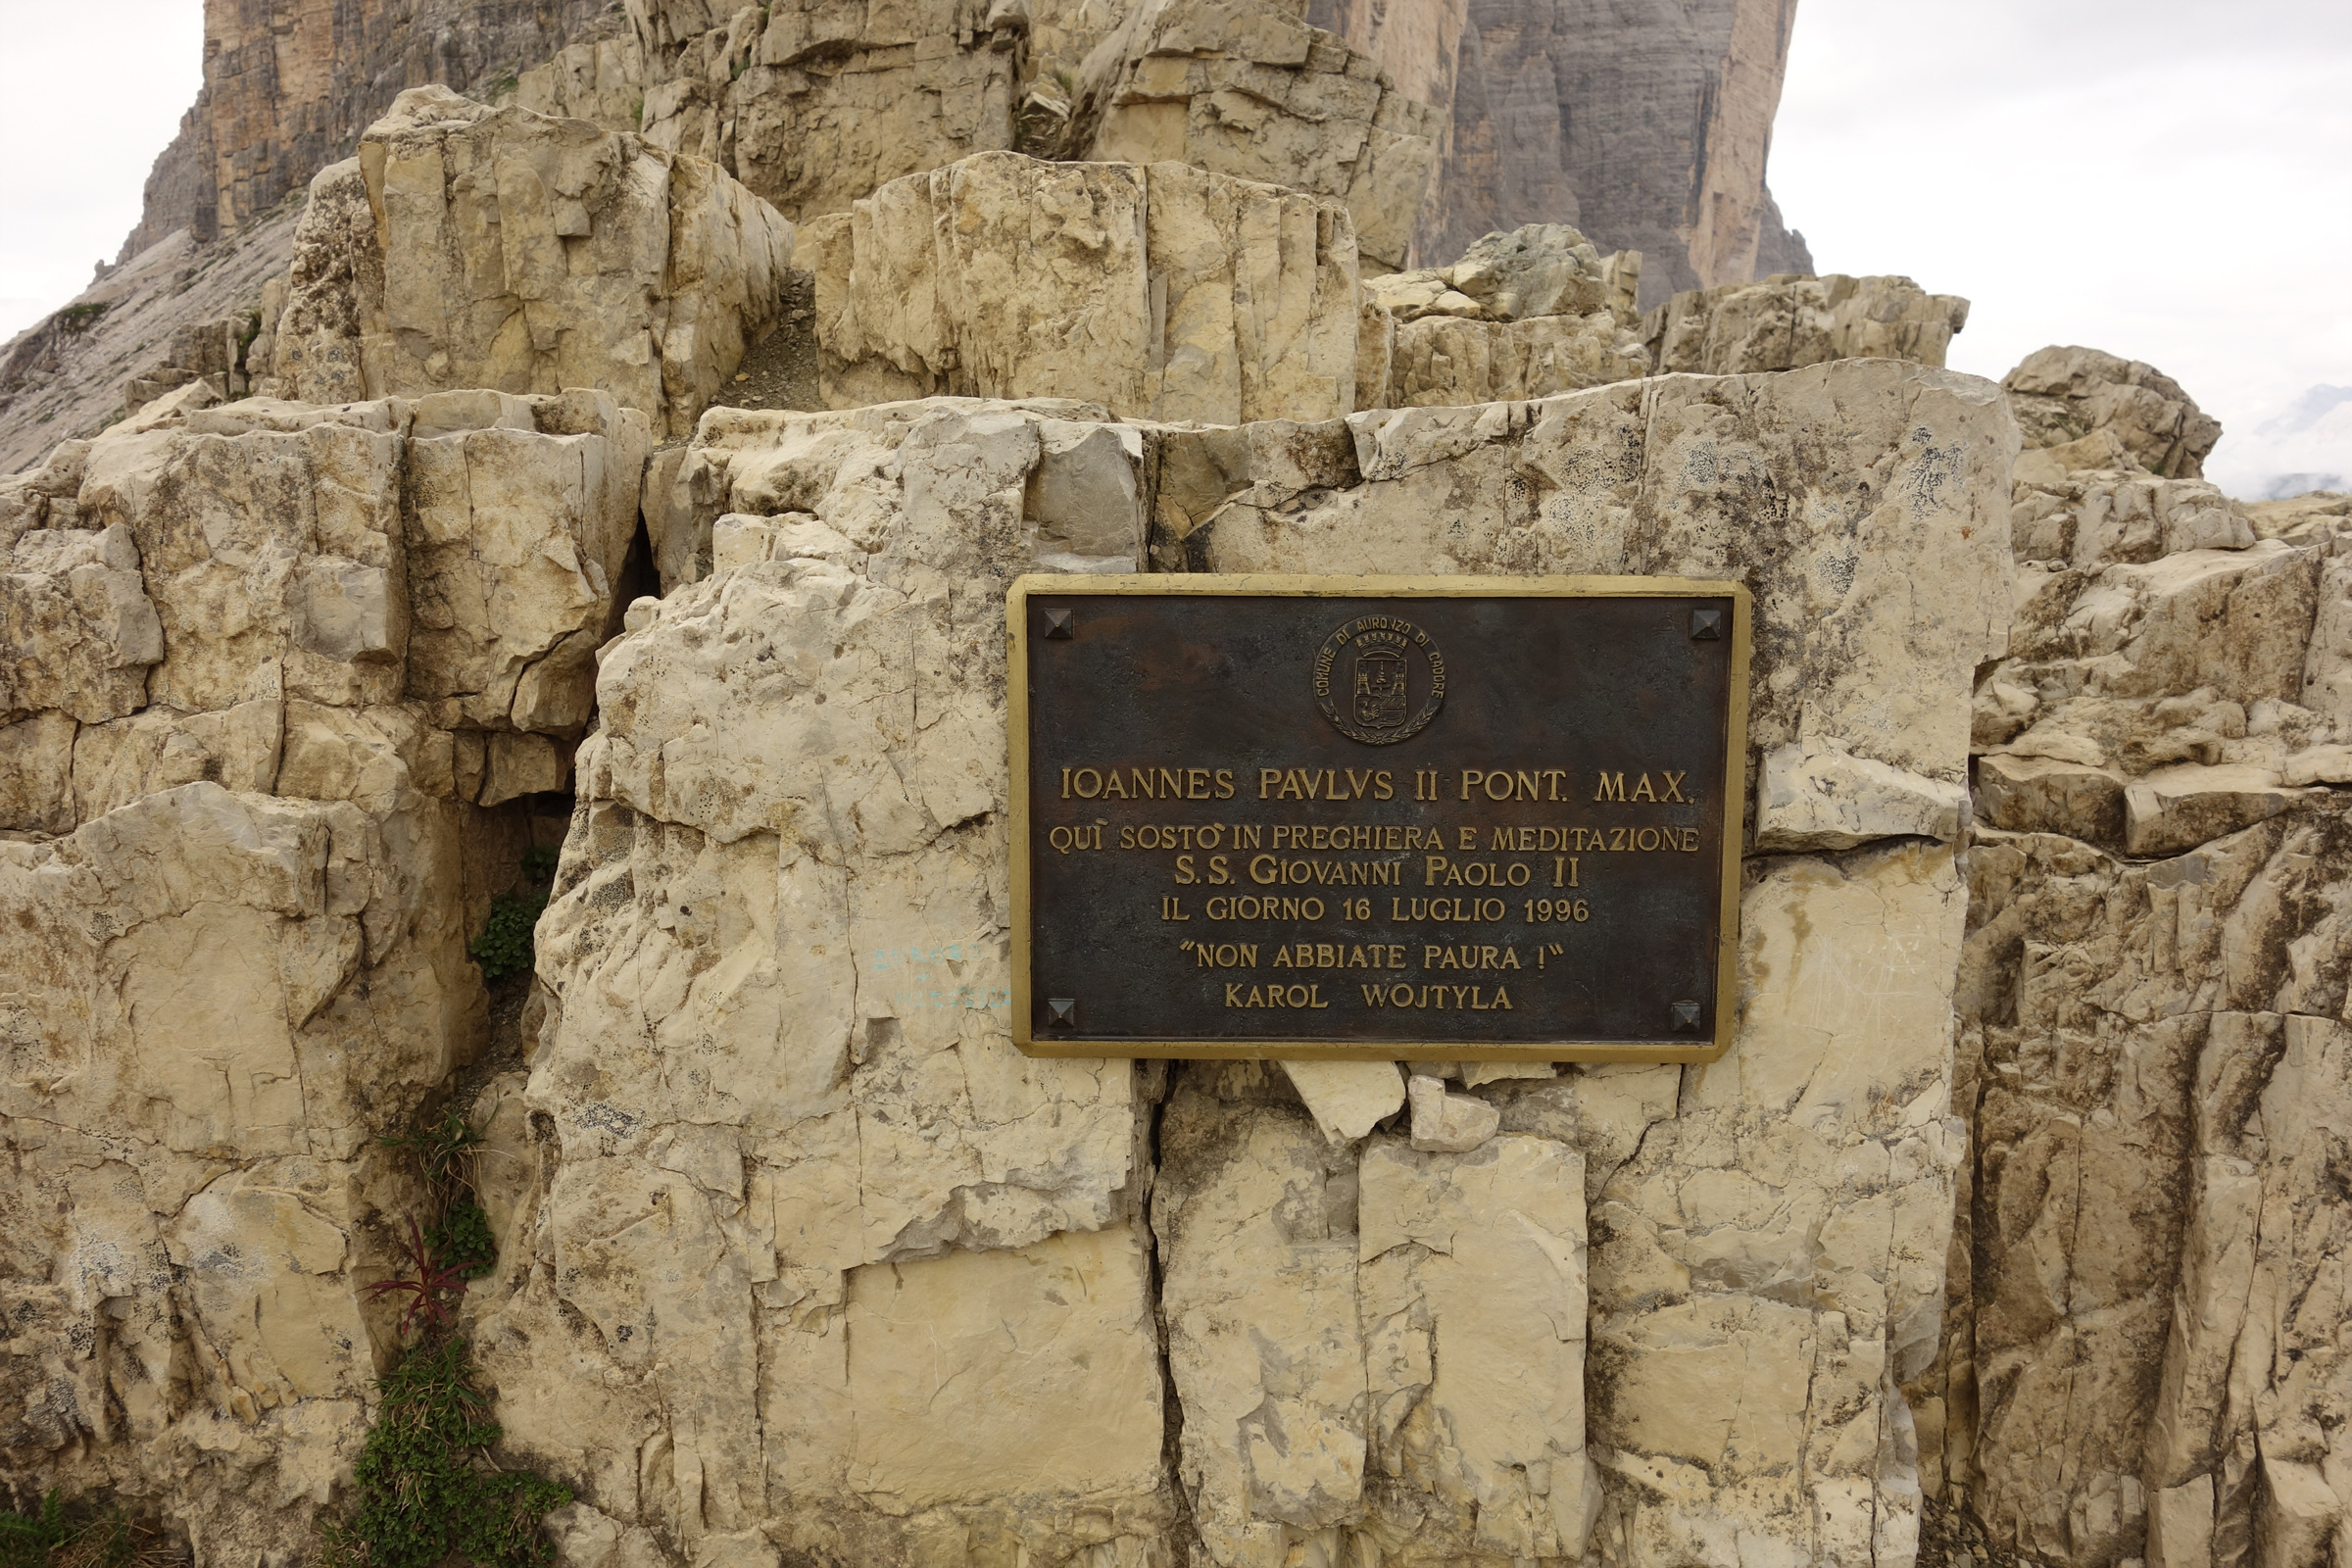 COMUNE DI AURONZO DI CADORE
IOANNES PAVLVS II PONT. MAX.
QUÌ SOSTÒ IN PREGHIERA E MEDITAZIONE
S.S. GIOVANNI PAOLO II
IL GIORNO 16 LUGLIO 1996
"NON ABBIATE PAURA !"
KAROL WOJTYLA